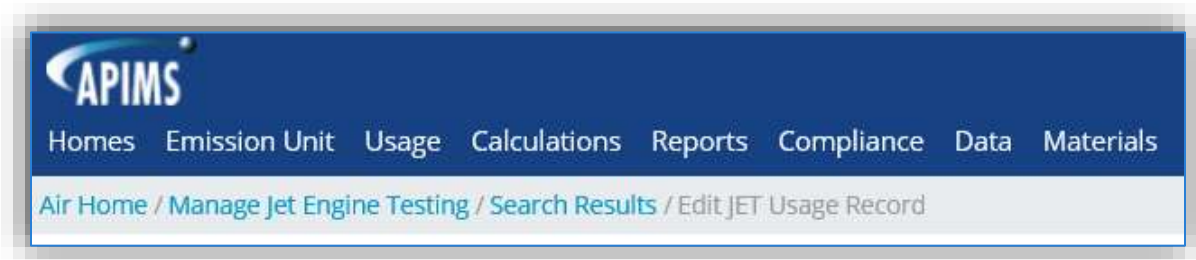 APIMS
Homes Emission Unit Usage Calculations Reports Compliance Data Materials
Air Home / Manage Jet Engine Testing / Search Results / Edit JET Usage Record